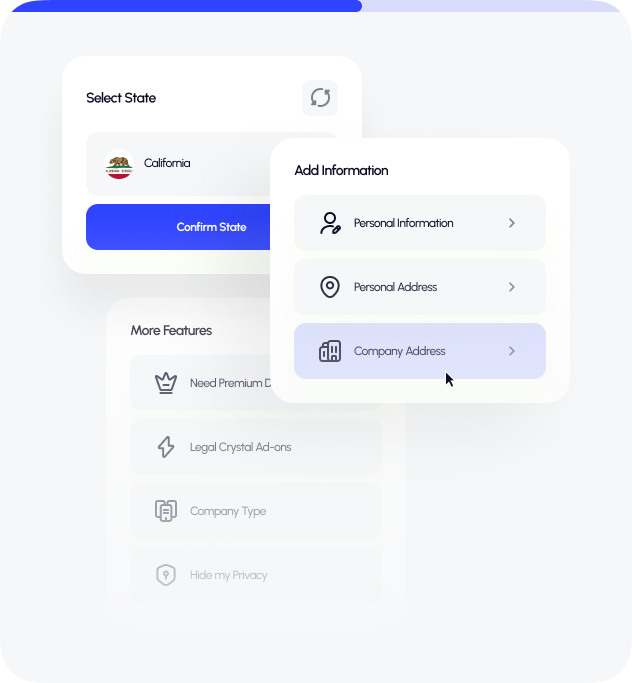 Select State
California
Confirm State
Add Information
Personal Information
Personal Address
Company Address
More Features
Need Premium
Legal Crystal Ad-ons
Company Type
Hide my Privacy